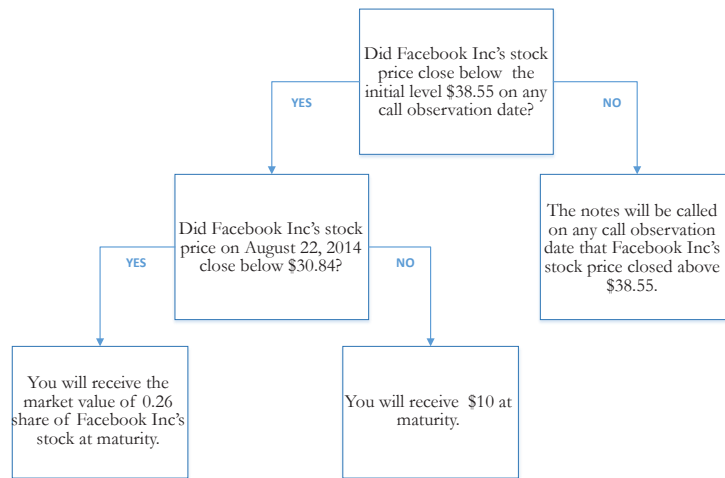 Did Facebook Inc's stock
price close below the
initial level $38.55 on any
call observation date?
YES
NO
Did Facebook Inc's stock
price on August 22, 2014
close below $30.84?
The notes will be called
on any call observation
date that Facebook Inc's
stock price closed above
$38.55.
YES
NO
You will receive the
market value of 0.26
share of Facebook Inc's
stock at maturity.
You will receive $10 at
maturity.